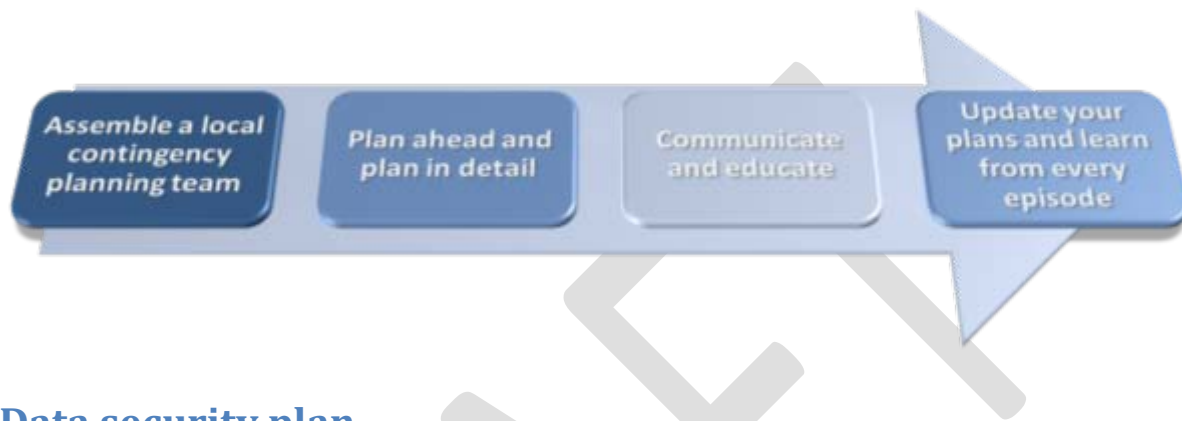 Assemble a local
contingency
planning team
Plan ahead and
plan in detail
Communicate
and educate
Update your
plans and learn
from every
episode
Data security plan